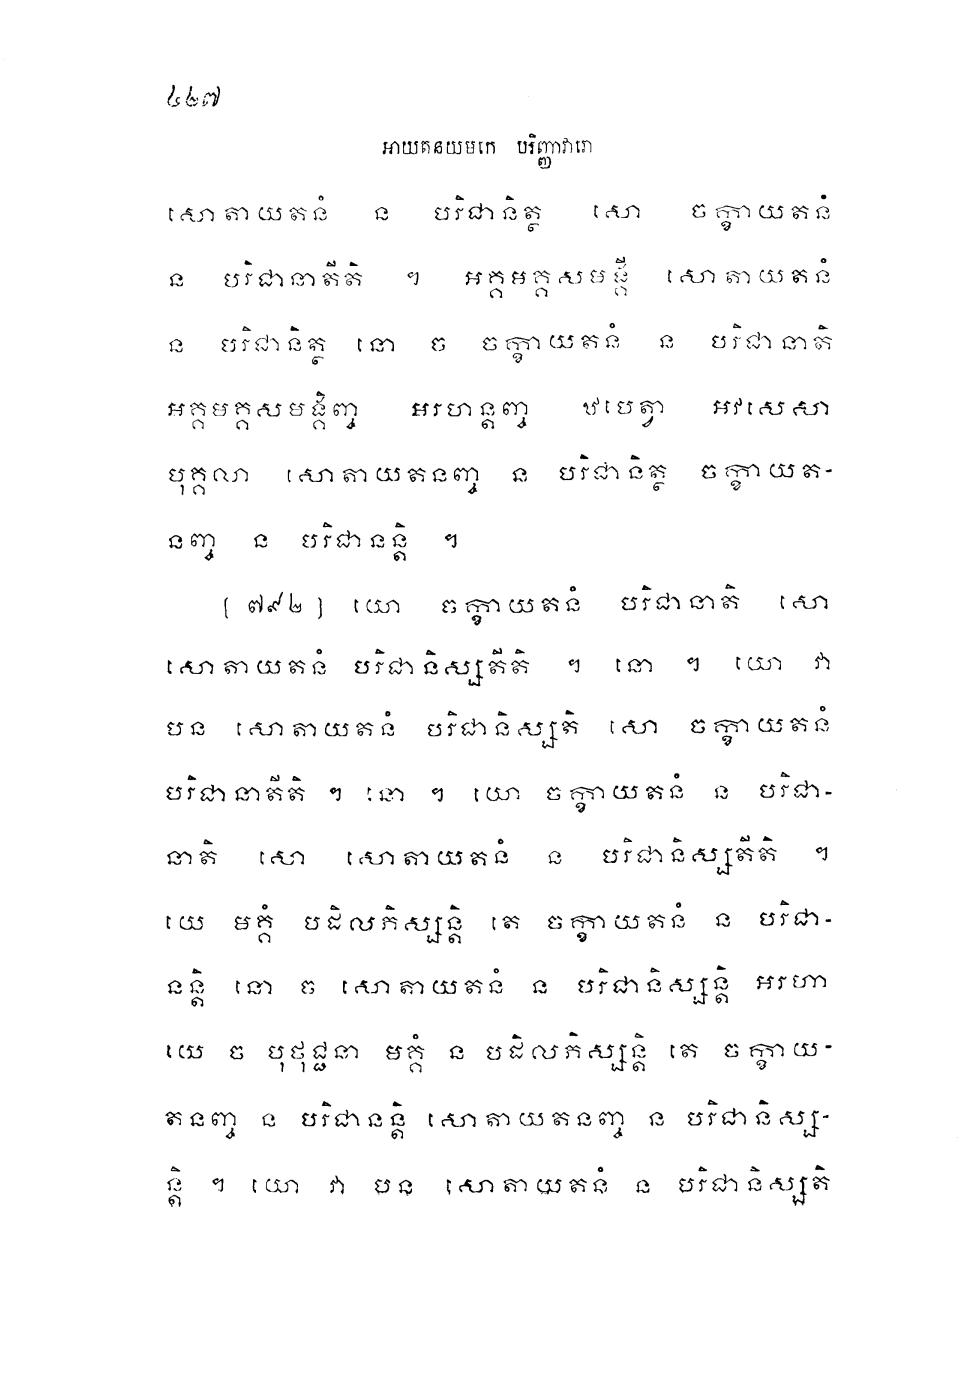 ៤២៧
អាយតនយមកេ បរិញ្ញាវារោ
សោតាយតនំ ន បរិជានិត្ថ សោ ចក្ខាយតនំ
ន បរិជានាតីតិ ។ អគ្គមគ្គសមង្គី សោតាយតនំ
ន បរិជានិត្ថ នោ ច ចក្ខាយតនំ ន បរិជានាតិ
អគ្គមគ្គសមង្គិញ្ច អរហន្តញ្ច ឋបេត្វា អវសេសា
បុគ្គលា សោតាយតនញ្ច ន បរិជានិត្ថ ចក្ខាយត-
នញ្ច ន បរិជានន្តិ ។
(៧៩២) យោ ចក្ខាយតនំ បរិជានាតិ សោ
សោតាយតនំ បរិជានិស្សតីតិ ។ នោ ។ យោ វា
បន សោតាយតនំ បរិជានិស្សតិ សោ ចក្ខាយតនំ
បរិជានាតីតិ ។ នោ ។ យោ ចក្ខាយតនំ ន បរិជា-
នាតិ សោ សោតាយតនំ ន បរិជានិស្សតីតិ ។
យេ មគ្គំ បដិលភិស្សន្តិ តេ ចក្ខាយតនំ ន បរិជា-
នន្តិ នោ ច សោតាយតនំ ន បរិជានិស្សន្តិ អរហា
យេ ច បុថុជ្ជនា មគ្គំ ន បដិលភិស្សន្តិ តេ ចក្ខាយ-
តនញ្ច ន បរិជានន្តិ សោតាយតនញ្ច ន បរិជានិស្ស-
ន្តិ ។ យោ វា បន សោតាយតនំ ន បរិជានិស្សតិ